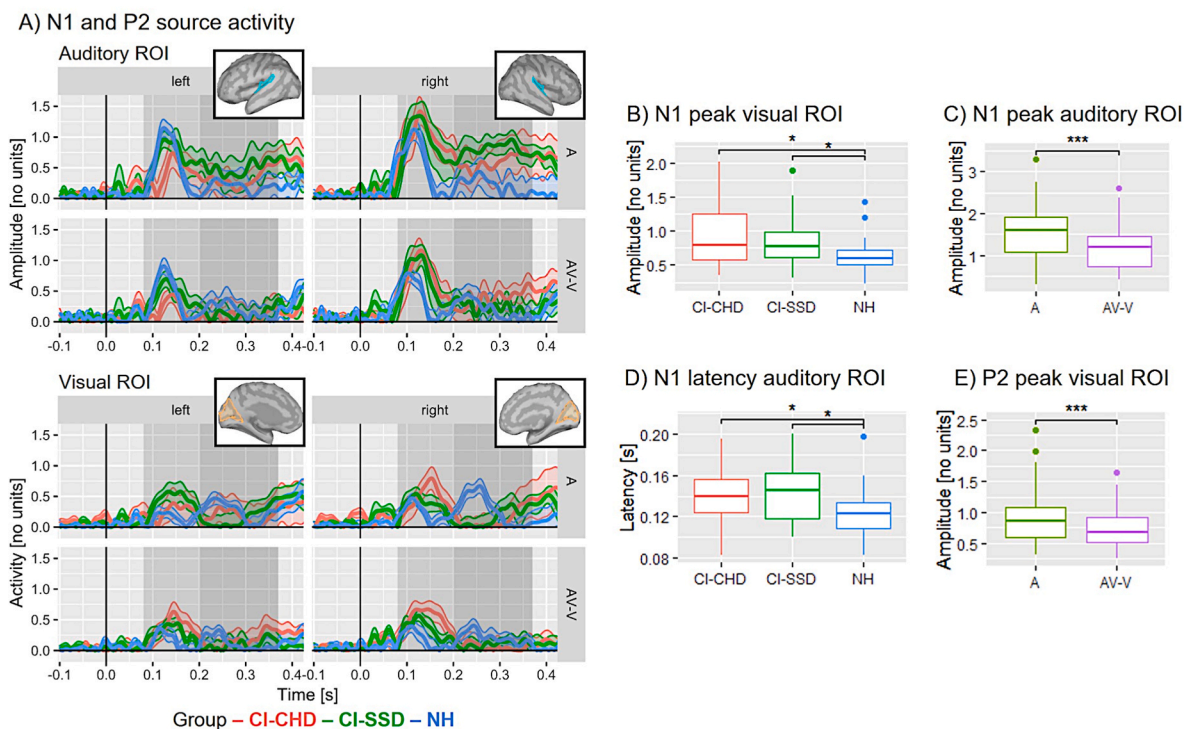 A) N1 and P2 source activity
Auditory ROI
left
right
Amplitude [no units]
1.5
1.0
0.5
0.0
A
1.5
1.0
0.5
0.0
AV-V
-0.1 0.0 0.1 0.2 0.3 0.4 -0.1 0.0 0.1 0.2 0.3 0.4
Visual ROI
left
right
Activity [no units]
1.5
1.0
0.5
0.0
A
1.5
1.0
0.5
0.0
AV-V
-0.1 0.0 0.1 0.2 0.3 0.4 -0.1 0.0 0.1 0.2 0.3 0.4
Time [s]
Group – CI-CHD – CI-SSD – NH
B) N1 peak visual ROI
Amplitude [no units]
2.0
1.5
1.0
0.5
*
*
CI-CHD CI-SSD NH
C) N1 peak auditory ROI
Amplitude [no units]
3
2
1
***
A AV-V
D) N1 latency auditory ROI
Latency [s]
0.20
0.16
0.12
0.08
*
*
CI-CHD CI-SSD NH
E) P2 peak visual ROI
Amplitude [no units]
2.5
2.0
1.5
1.0
0.5
***
A AV-V